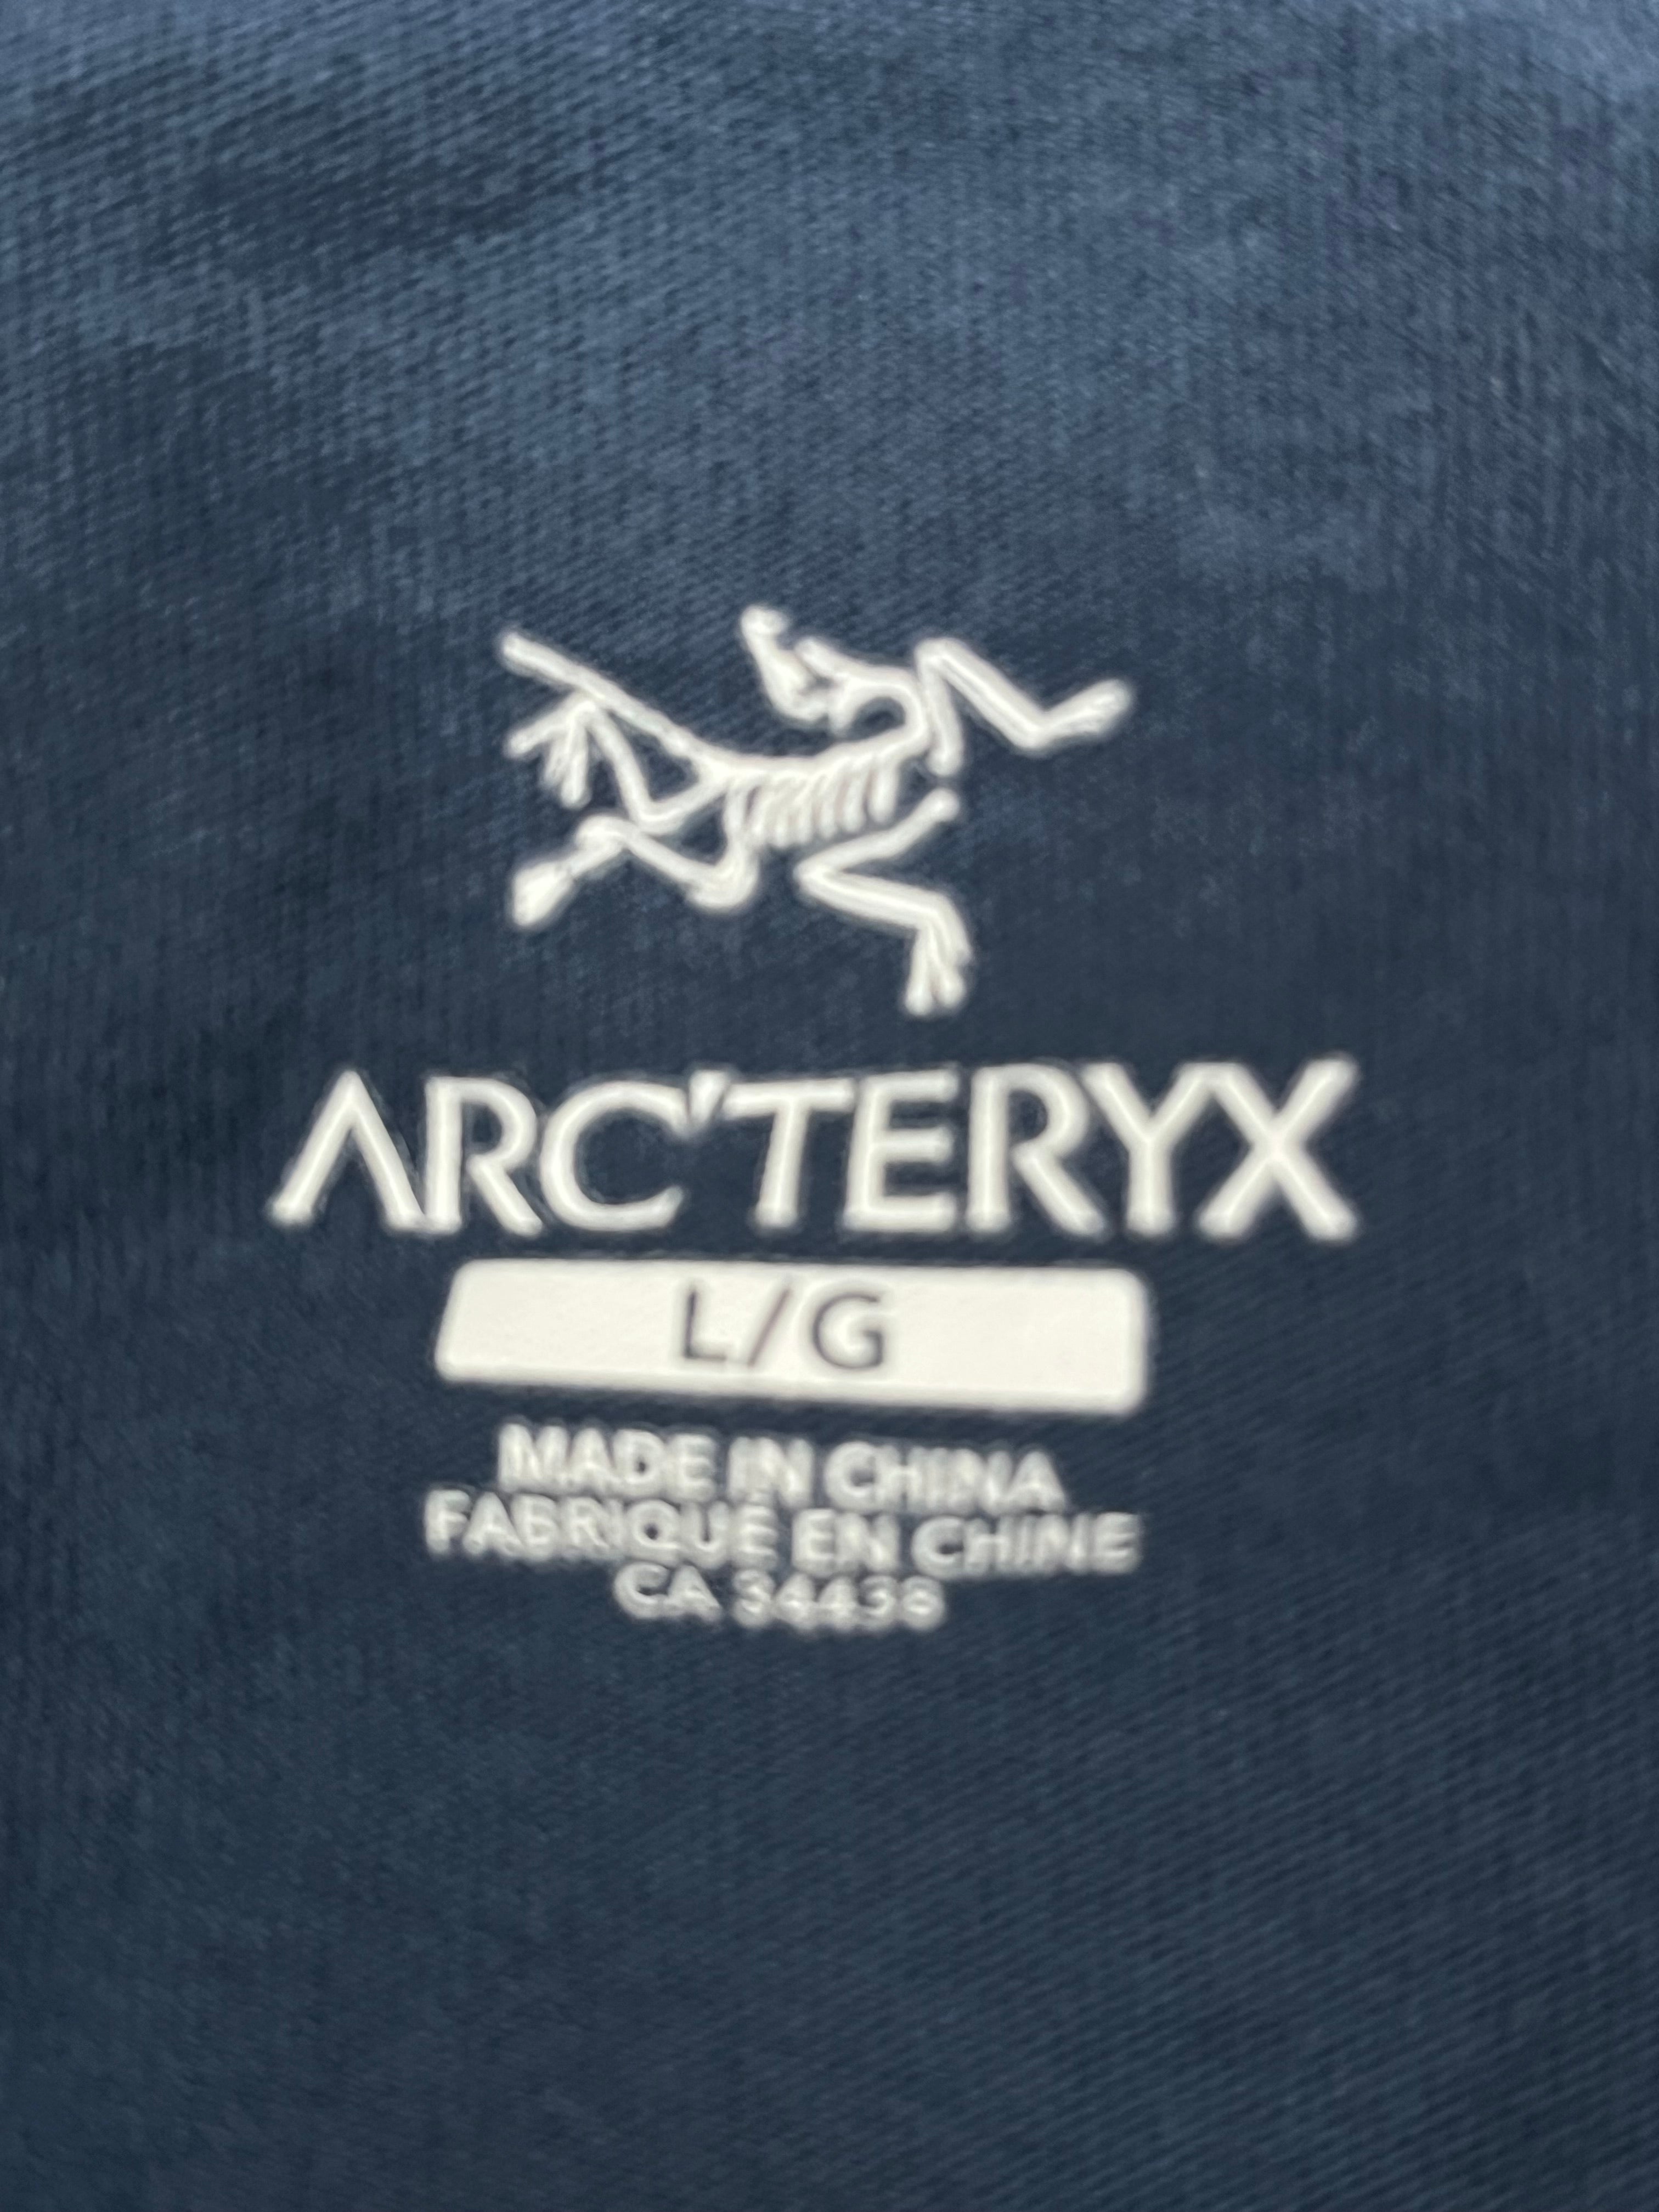 ARC'TERYX
L/G
MADE IN CHINA
FABRIQUÉ EN CHINE
CA 34438